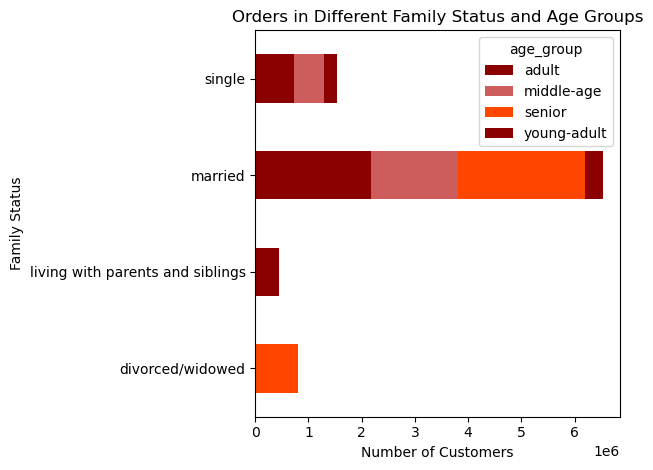 Orders in Different Family Status and Age Groups
age_group
adult
middle-age
senior
young-adult
Family Status
single
married
living with parents and siblings
divorced/widowed
0 1 2 3 4 5 6
1e6
Number of Customers